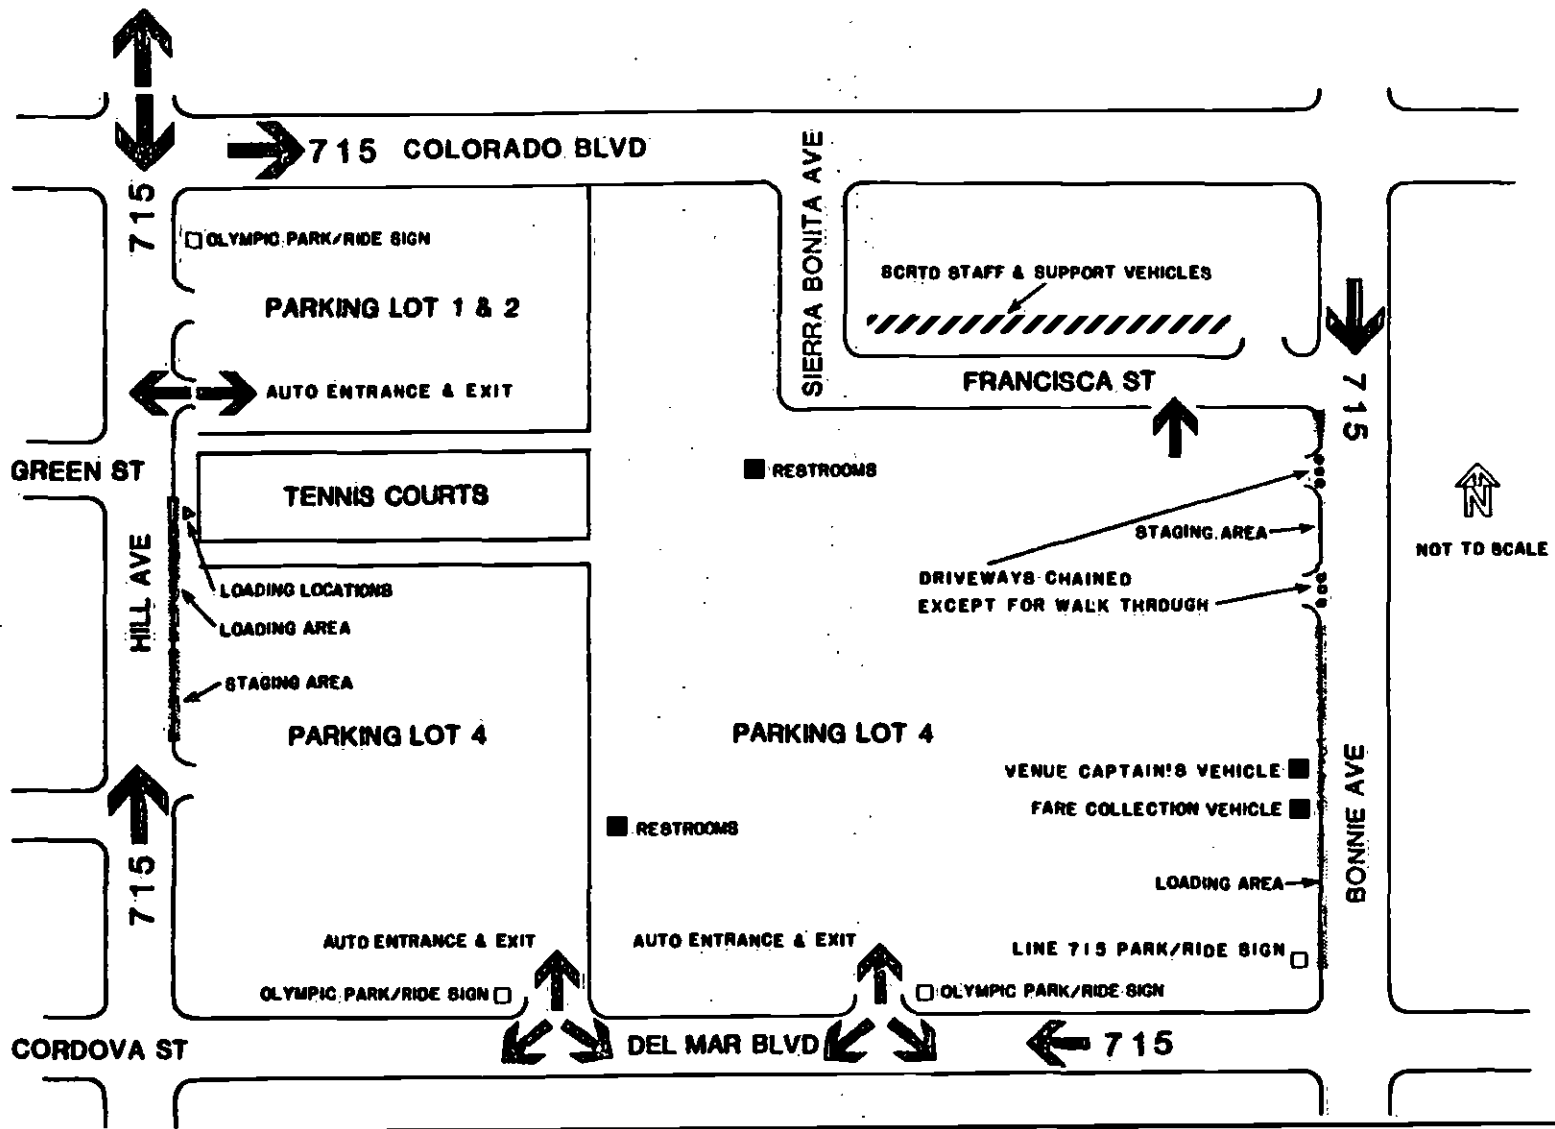 715 COLORADO BLVD
715
SIERRA BONITA AVE
OLYMPIC PARK/RIDE SIGN
SCRTD STAFF & SUPPORT VEHICLES
PARKING LOT 1 & 2
AUTO ENTRANCE & EXIT
FRANCISCA ST
715
GREEN ST
RESTROOMS
TENNIS COURTS
N
STAGING AREA
NOT TO SCALE
HILL AVE
DRIVEWAYS CHAINED
EXCEPT FOR WALK THROUGH
LOADING LOCATIONS
LOADING AREA
STAGING AREA
PARKING LOT 4
PARKING LOT 4
VENUE CAPTAIN'S VEHICLE
FARE COLLECTION VEHICLE
RESTROOMS
BONNIE AVE
715
LOADING AREA
AUTO ENTRANCE & EXIT
AUTO ENTRANCE & EXIT
LINE 715 PARK/RIDE SIGN
OLYMPIC PARK/RIDE SIGN
OLYMPIC PARK/RIDE SIGN
CORDOVA ST
DEL MAR BLVD
715